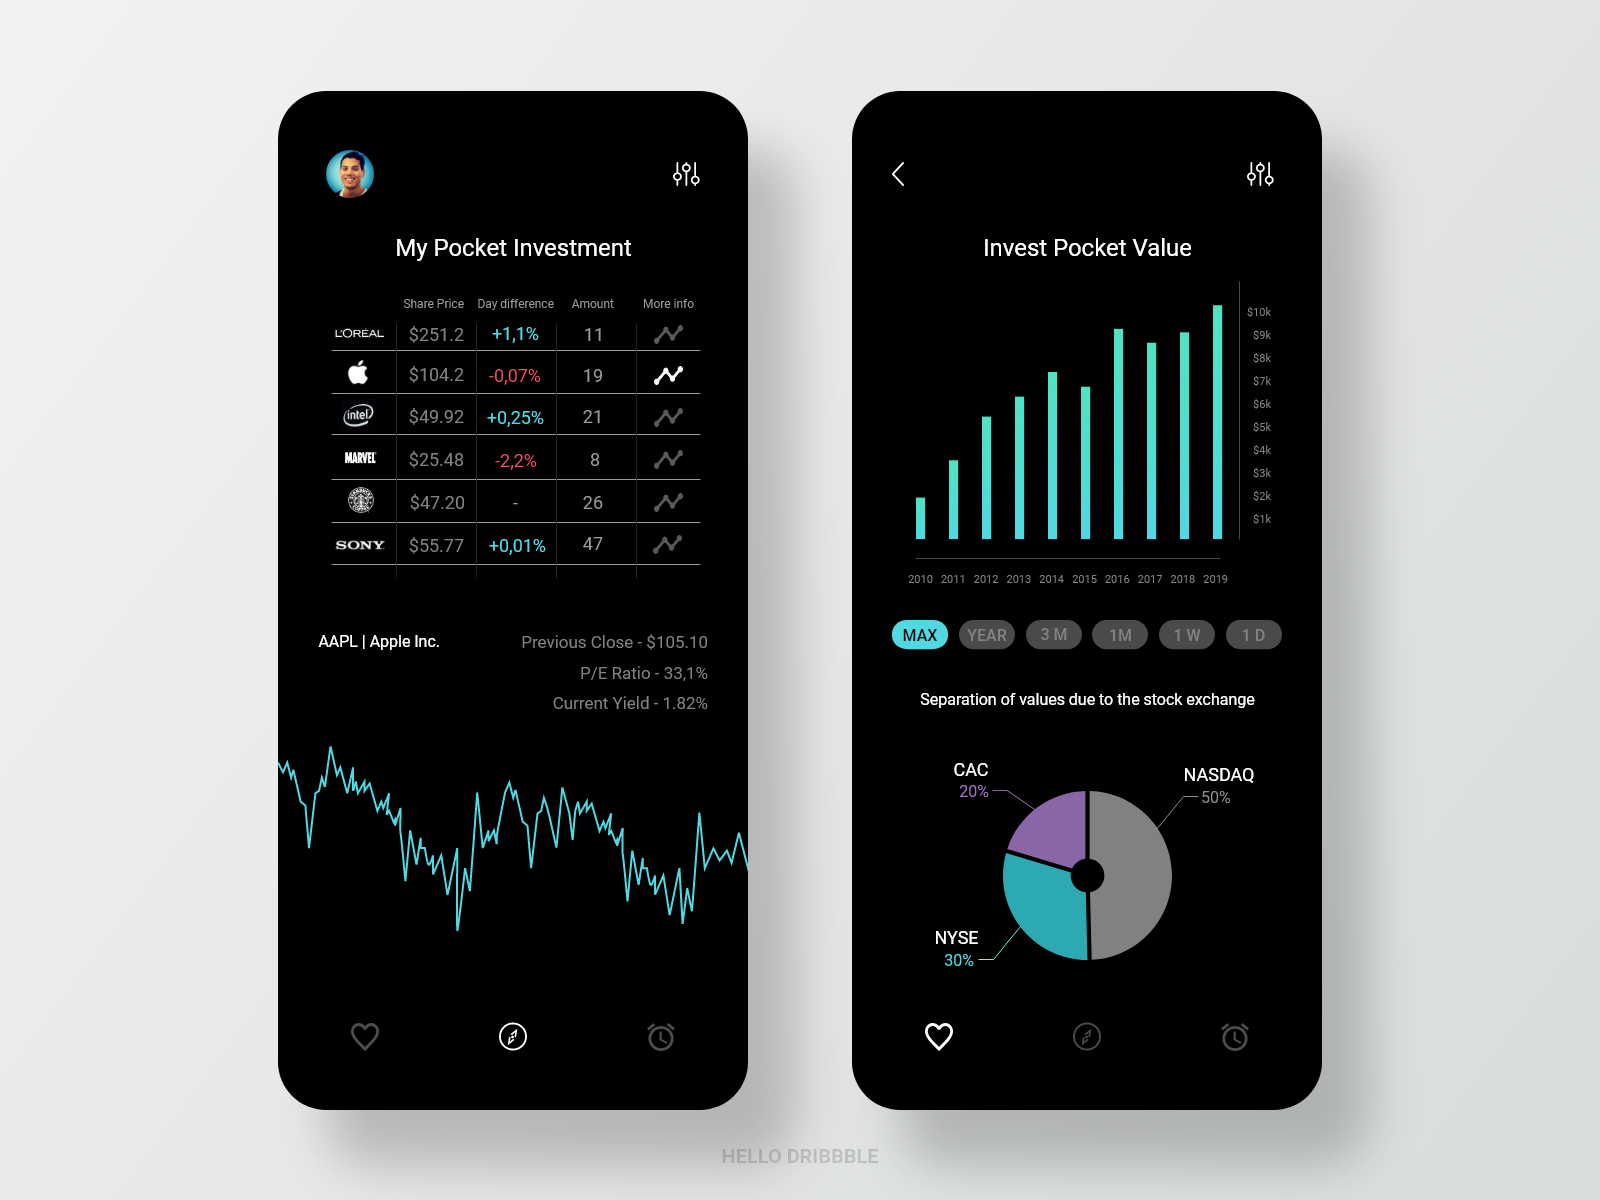 My Pocket Investment
Share Price Day difference Amount More info
L'ORÉAL $251.2 +1,1% 11
$104.2 -0,07% 19
intel $49.92 +0,25% 21
MARVEL $25.48 -2,2% 8
$47.20 - 26
SONY $55.77 +0,01% 47
AAPL | Apple Inc.
Previous Close - $105.10
P/E Ratio - 33,1%
Current Yield - 1.82%
Invest Pocket Value
$10k
$9k
$8k
$7k
$6k
$5k
$4k
$3k
$2k
$1k
2010 2011 2012 2013 2014 2015 2016 2017 2018 2019
MAX YEAR 3 M 1M 1 W 1 D
Separation of values due to the stock exchange
CAC
20%
NASDAQ
50%
NYSE
30%
HELLO DRIBBBLE